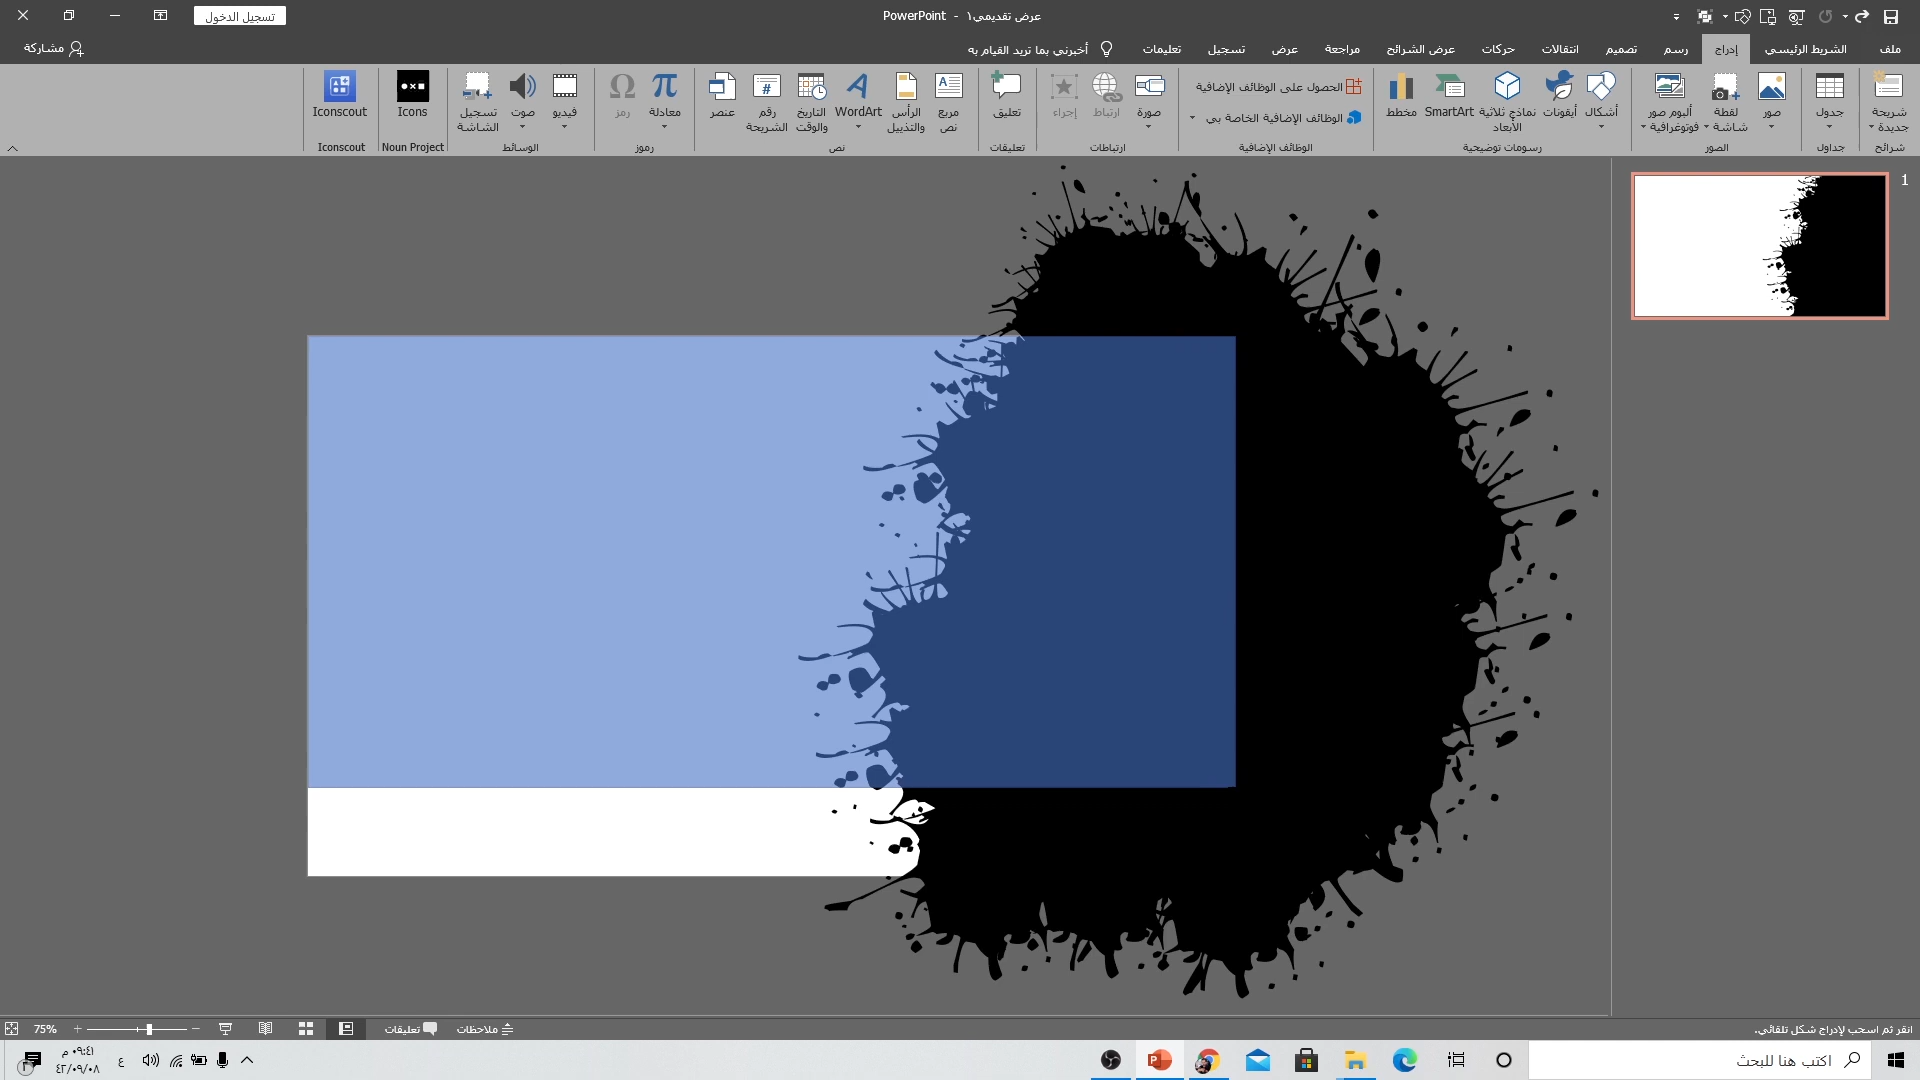 عرض تقديمي١ - PowerPoint
تسجيل الدخول
ملف
الشريط الرئيسي
إدراج
رسم
تصميم
انتقالات
حركات
عرض الشرائح
مراجعة
عرض
تسجيل
تعليمات
أخبرني بما تريد القيام به
مشاركة
شريحة جديدة
جدول
صور
لقطة شاشة
ألبوم صور فوتوغرافية
أشكال
أيقونات
نماذج ثلاثية الأبعاد
SmartArt
مخطط
الحصول على الوظائف الإضافية
الوظائف الإضافية الخاصة بي
صورة
ارتباط
إجراء
تعليق
مربع نص
الرأس والتذييل
WordArt
التاريخ والوقت
رقم الشريحة
عنصر
معادلة
رمز
فيديو
صوت
تسجيل الشاشة
Icons
Iconscout
شرائح
جداول
الصور
رسومات توضيحية
الوظائف الإضافية
ارتباطات
تعليقات
نص
رموز
الوسائط
Noun Project
Iconscout
1
انقر ثم اسحب لإدراج شكل تلقائي.
ملاحظات
تعليقات
75%
اكتب هنا للبحث
ع
٠٩:٤١ م
٤٢/٠٩/٠٨